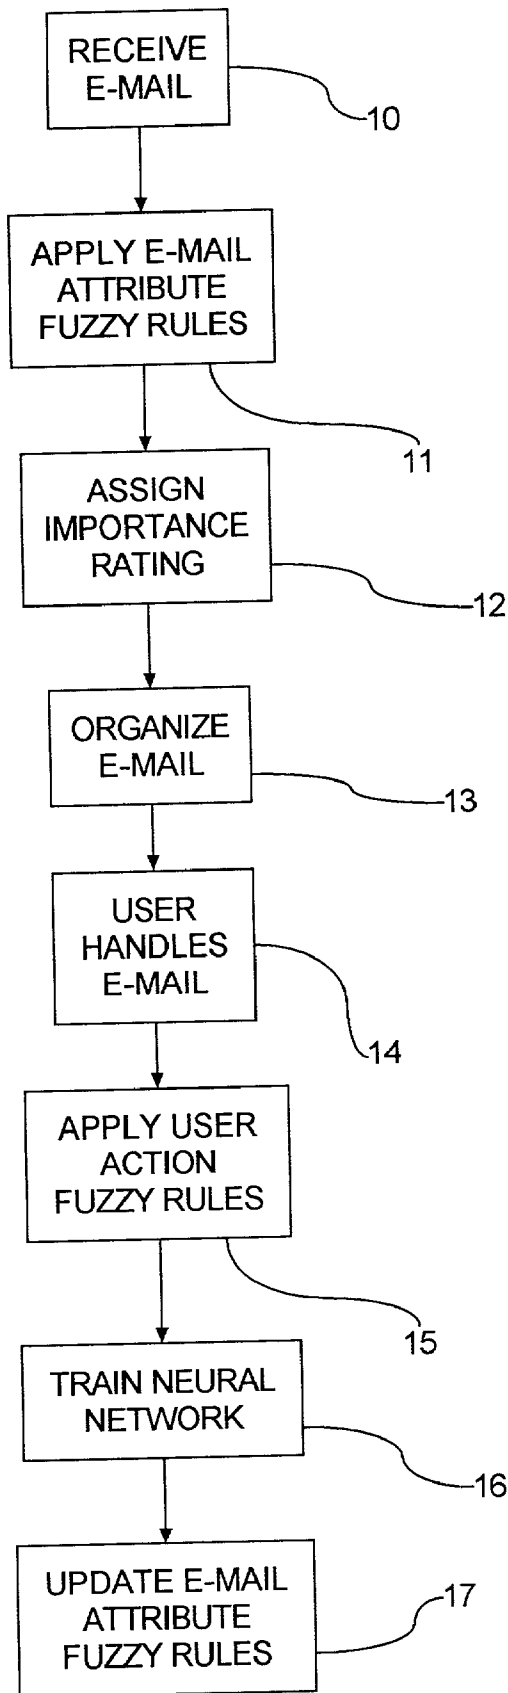 RECEIVE
E-MAIL
10
APPLY E-MAIL
ATTRIBUTE
FUZZY RULES
11
ASSIGN
IMPORTANCE
RATING
12
ORGANIZE
E-MAIL
13
USER
HANDLES
E-MAIL
14
APPLY USER
ACTION
FUZZY RULES
15
TRAIN NEURAL
NETWORK
16
UPDATE E-MAIL
ATTRIBUTE
FUZZY RULES
17